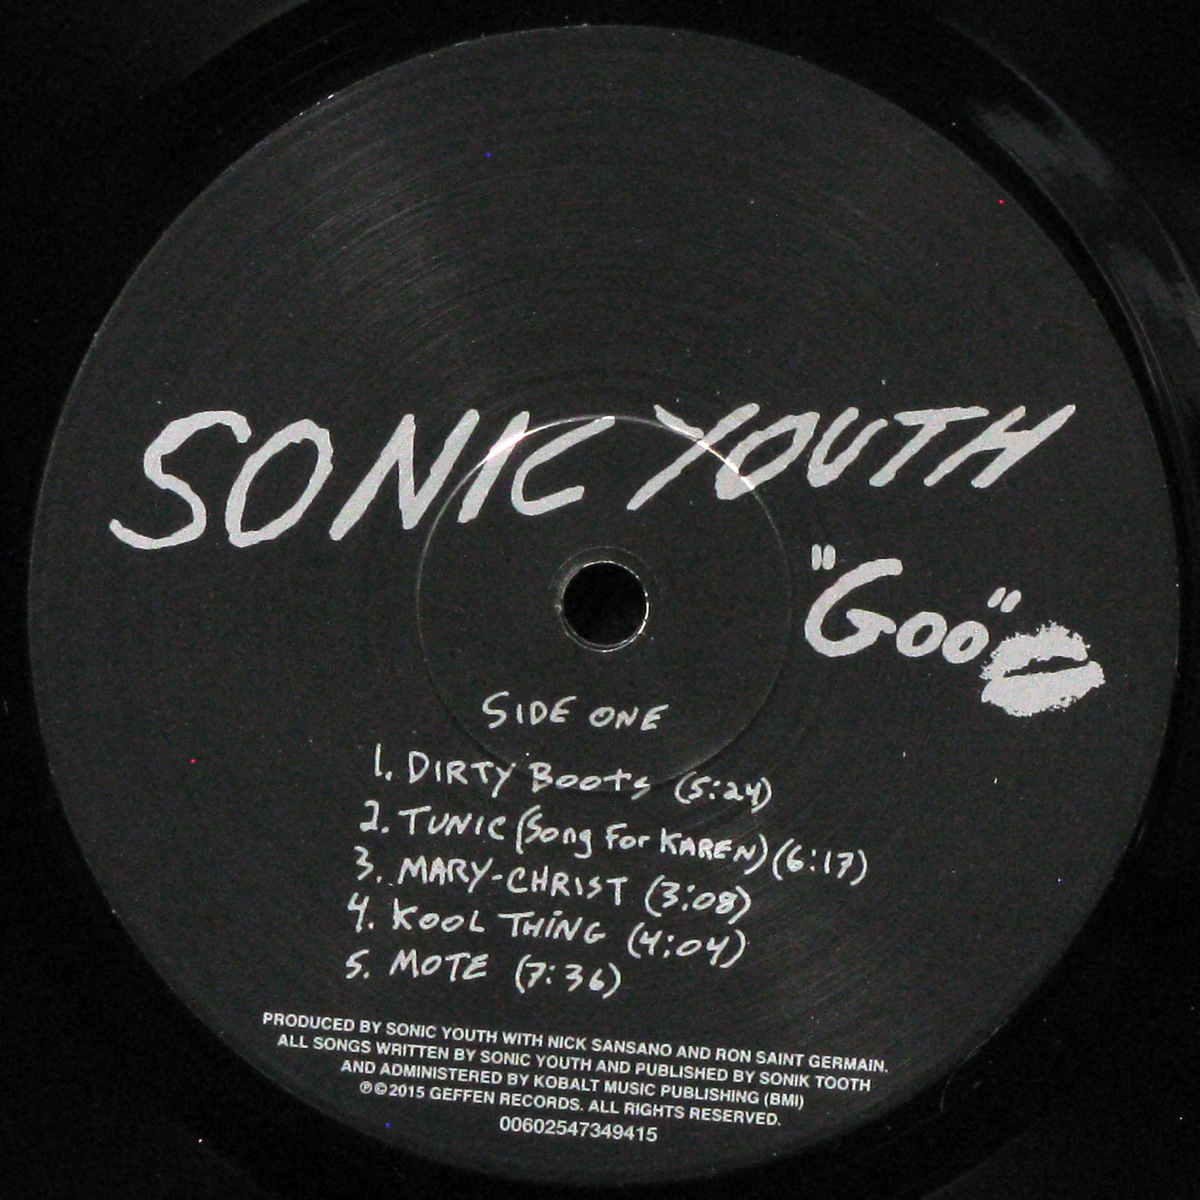 SONIC YOUTH
"Goo"
SIDE ONE
1. DIRTY BOOTS (5:24)
2. TUNIC (Song For KAREN) (6:17)
3. MARY-CHRIST (3:08)
4. KOOL THING (4:04)
5. MOTE (7:36)
PRODUCED BY SONIC YOUTH WITH NICK SANSANO AND RON SAINT GERMAIN.
ALL SONGS WRITTEN BY SONIC YOUTH AND PUBLISHED BY SONIK TOOTH
AND ADMINISTERED BY KOBALT MUSIC PUBLISHING (BMI)
℗©2015 GEFFEN RECORDS. ALL RIGHTS RESERVED.
00602547349415